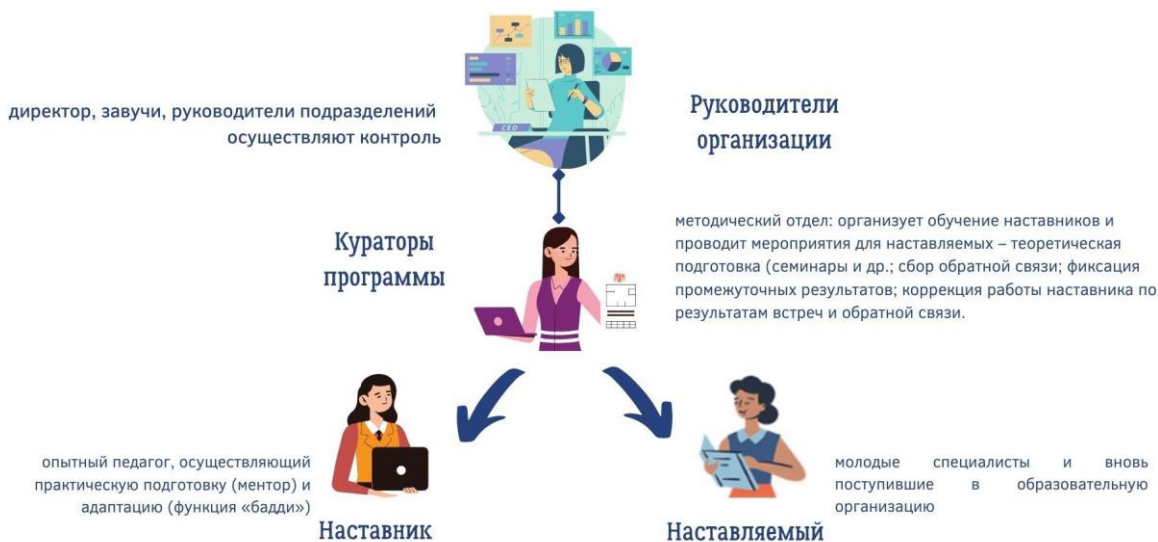 директор, завучи, руководители подразделений
осуществляют контроль
CEO
Руководители
организации
Кураторы
программы
методический отдел: организует обучение наставников и
проводит мероприятия для наставляемых – теоретическая
подготовка (семинары и др.; сбор обратной связи; фиксация
промежуточных результатов; коррекция работы наставника по
результатам встреч и обратной связи.
опытный педагог, осуществляющий
практическую подготовку (ментор) и
адаптацию (функция «бадди»)
Наставник
молодые специалисты и вновь
поступившие в образовательную
организацию
Наставляемый